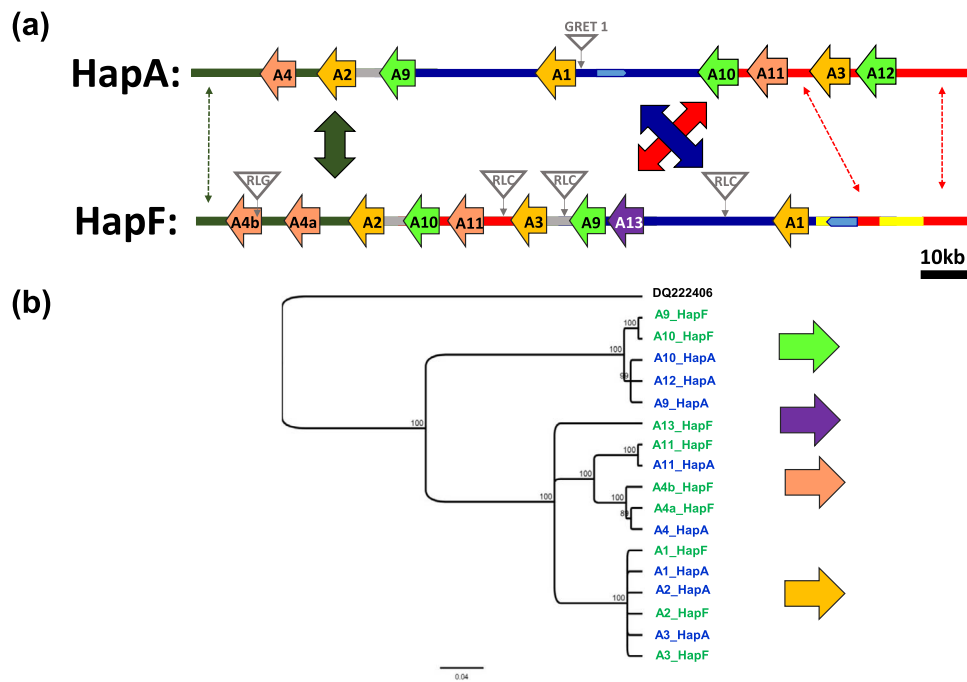 (a)
GRET 1
HapA:
A4 A2 A9 A1 A10 A11 A3 A12
RLG RLC RLC RLC
HapF:
A4b A4a A2 A10 A11 A3 A9 A13 A1
10kb
(b)
DQ222406
100 A9_HapF
A10_HapF
100
A10_HapA
99 A12_HapA
A9_HapA
100
A13_HapF
100 A11_HapF
A11_HapA
100
100 A4b_HapF
100
A4a_HapF
89
A4_HapA
A1_HapF
A1_HapA
A2_HapA
100
A2_HapF
A3_HapA
A3_HapF
0.04